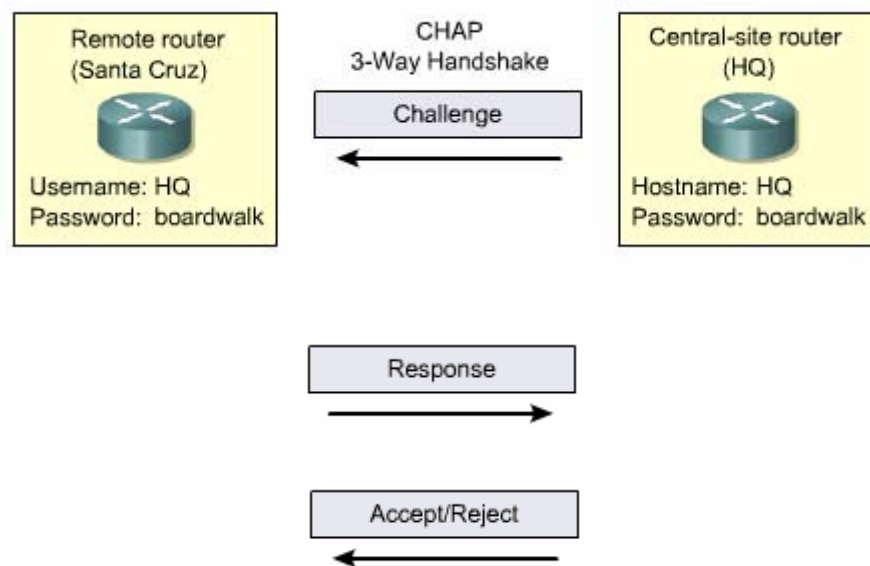 Remote router
(Santa Cruz)
Username: HQ
Password: boardwalk
CHAP
3-Way Handshake
Challenge
Central-site router
(HQ)
Hostname: HQ
Password: boardwalk
Response
Accept/Reject